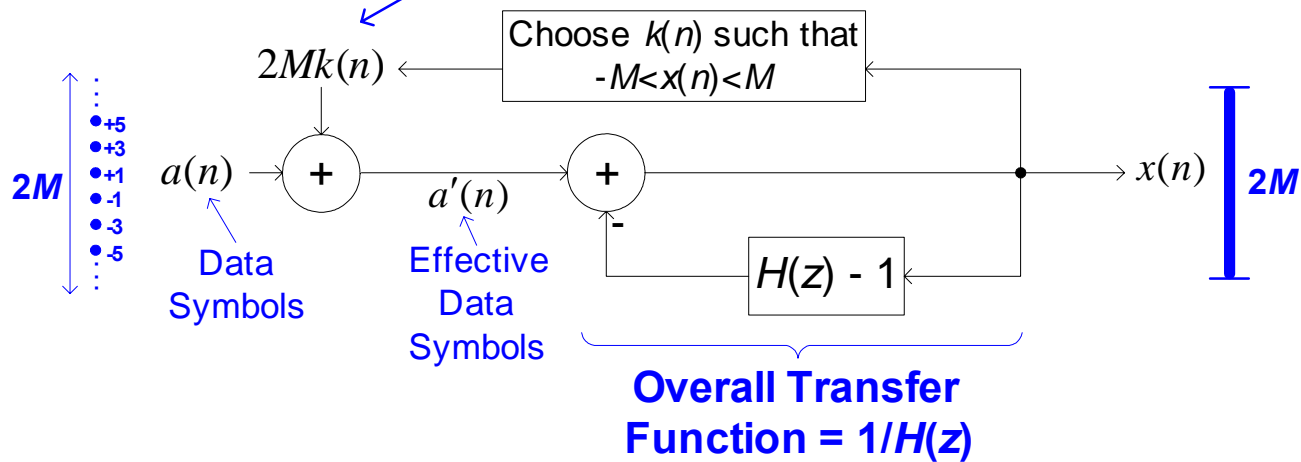 Choose k(n) such that
-M<x(n)<M
2Mk(n)
2M
+5
+3
+1
-1
-3
-5
a(n)
+
a′(n)
+
-
x(n)
2M
Data
Symbols
Effective
Data
Symbols
H(z) - 1
Overall Transfer
Function = 1/H(z)